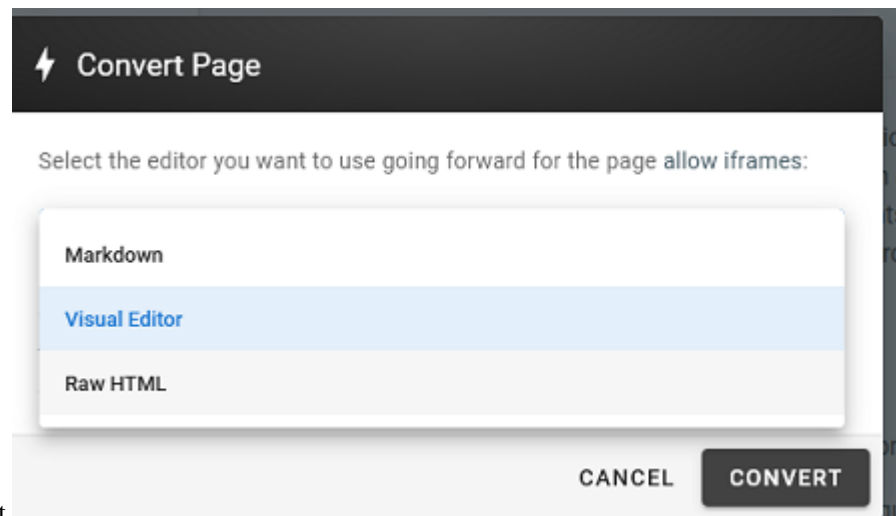 Convert Page
Select the editor you want to use going forward for the page allow iframes:
Markdown
Visual Editor
Raw HTML
CANCEL
CONVERT